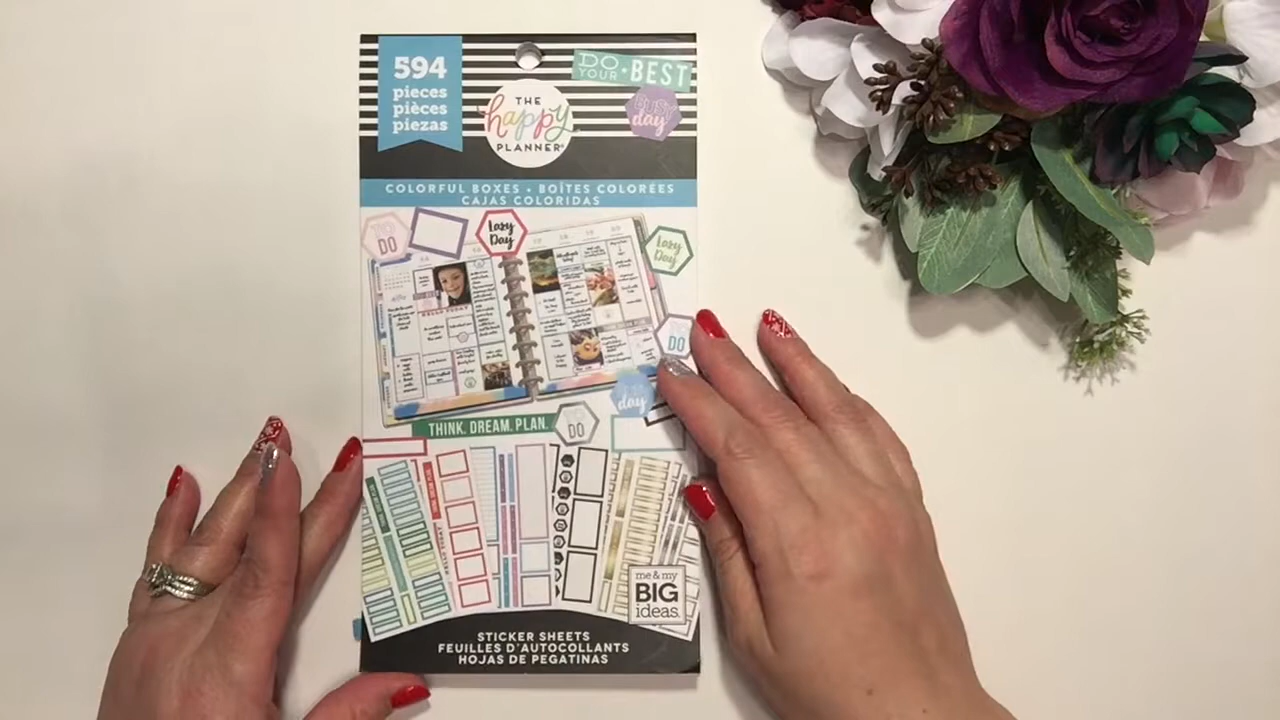 594
pieces
pièces
piezas
DO
YOUR • BEST
BUSY
day
THE
happy
PLANNER®
COLORFUL BOXES • BOÎTES COLORÉES
CAJAS COLORIDAS
TO
DO
Lazy
Day
Lazy
Day
DO
day
THINK. DREAM. PLAN.
TO
DO
me & my
BIG
ideas.
STICKER SHEETS
FEUILLES D'AUTOCOLLANTS
HOJAS DE PEGATINAS